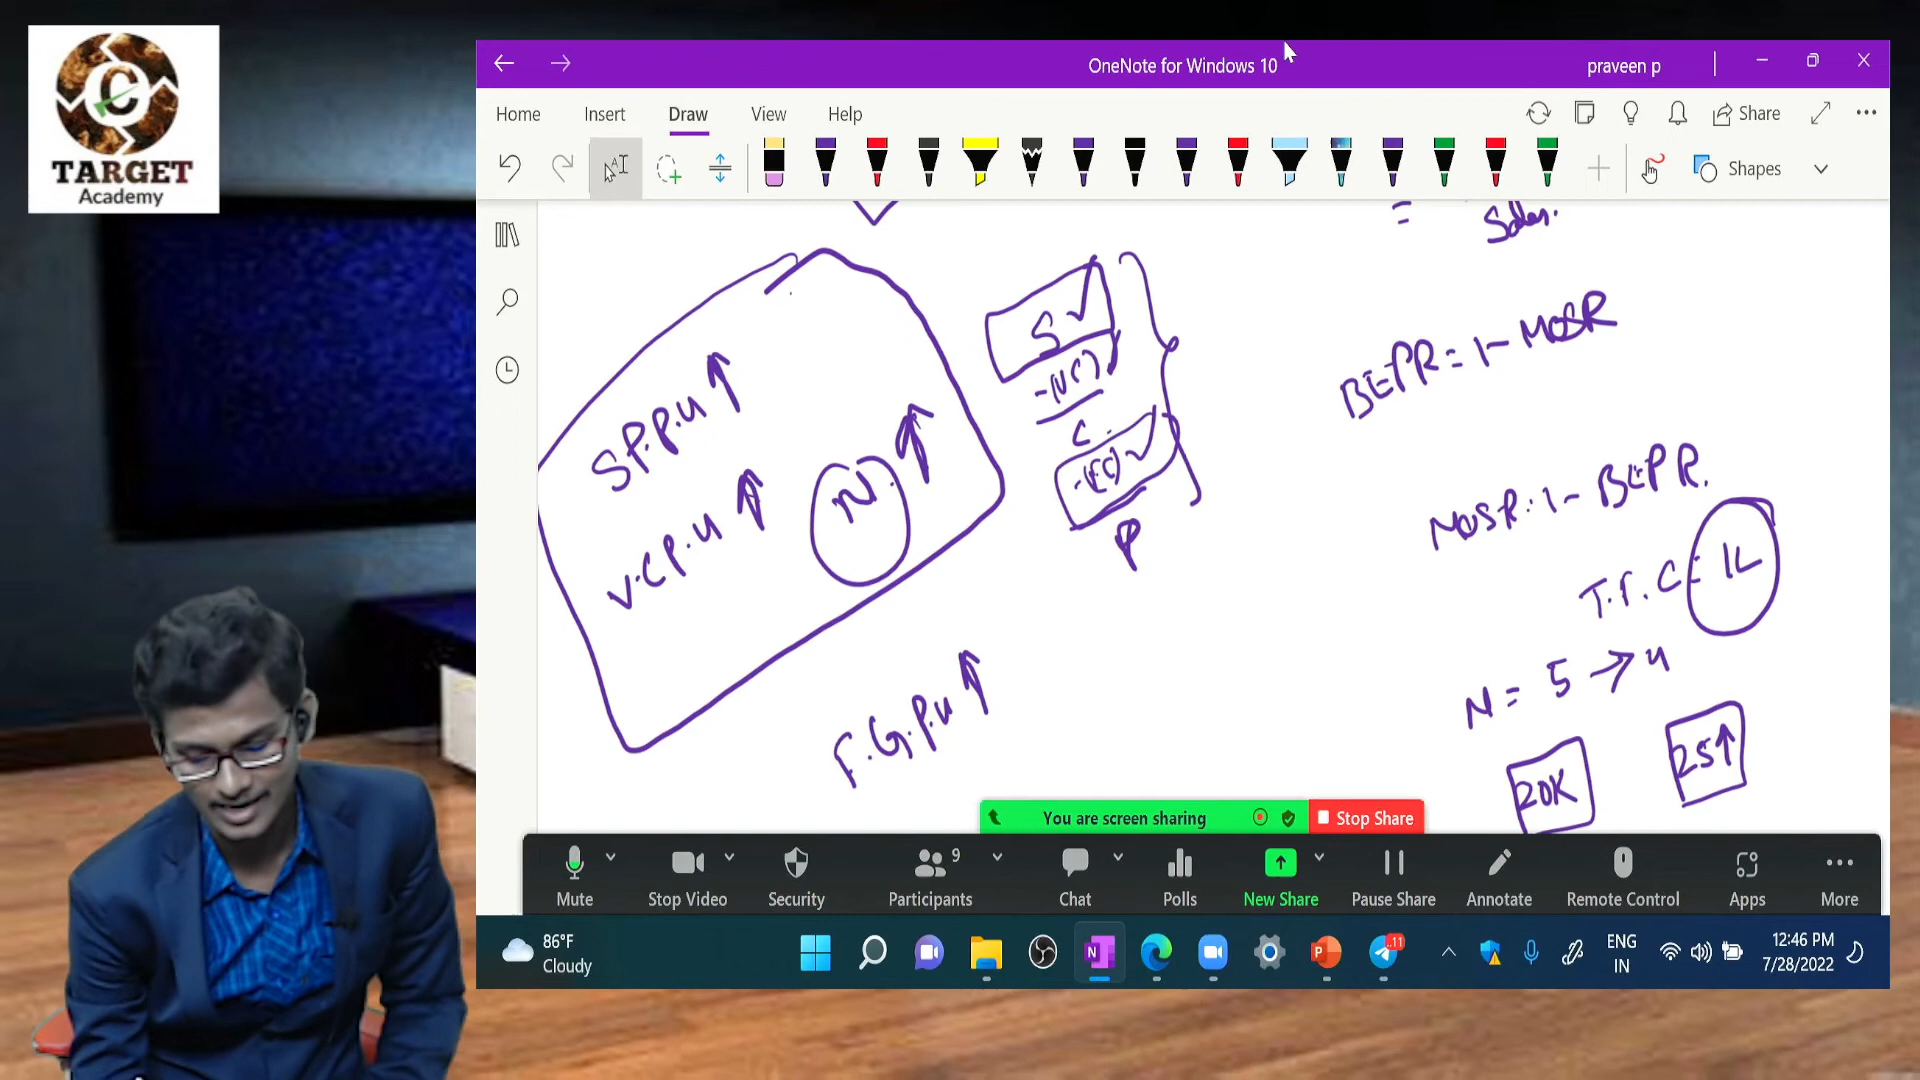 C
TARGET
Academy
OneNote for Windows 10
praveen p
Home Insert Draw View Help
Share
Shapes
=
Sales.
S
-(VC)
C
-(FC)
P
S.P.P.U ↑
V.C.P.U ↑
N. ↑
F.G.P.U ↑
BEPR = 1 - MOSR
MOSR: 1 - BEPR.
T.F.C = 1L
N = 5 → 4
20K
25↑
You are screen sharing
Stop Share
Mute
Stop Video
Security
9
Participants
Chat
Polls
New Share
Pause Share
Annotate
Remote Control
Apps
More
86°F
Cloudy
N
P
..11
ENG
IN
12:46 PM
7/28/2022